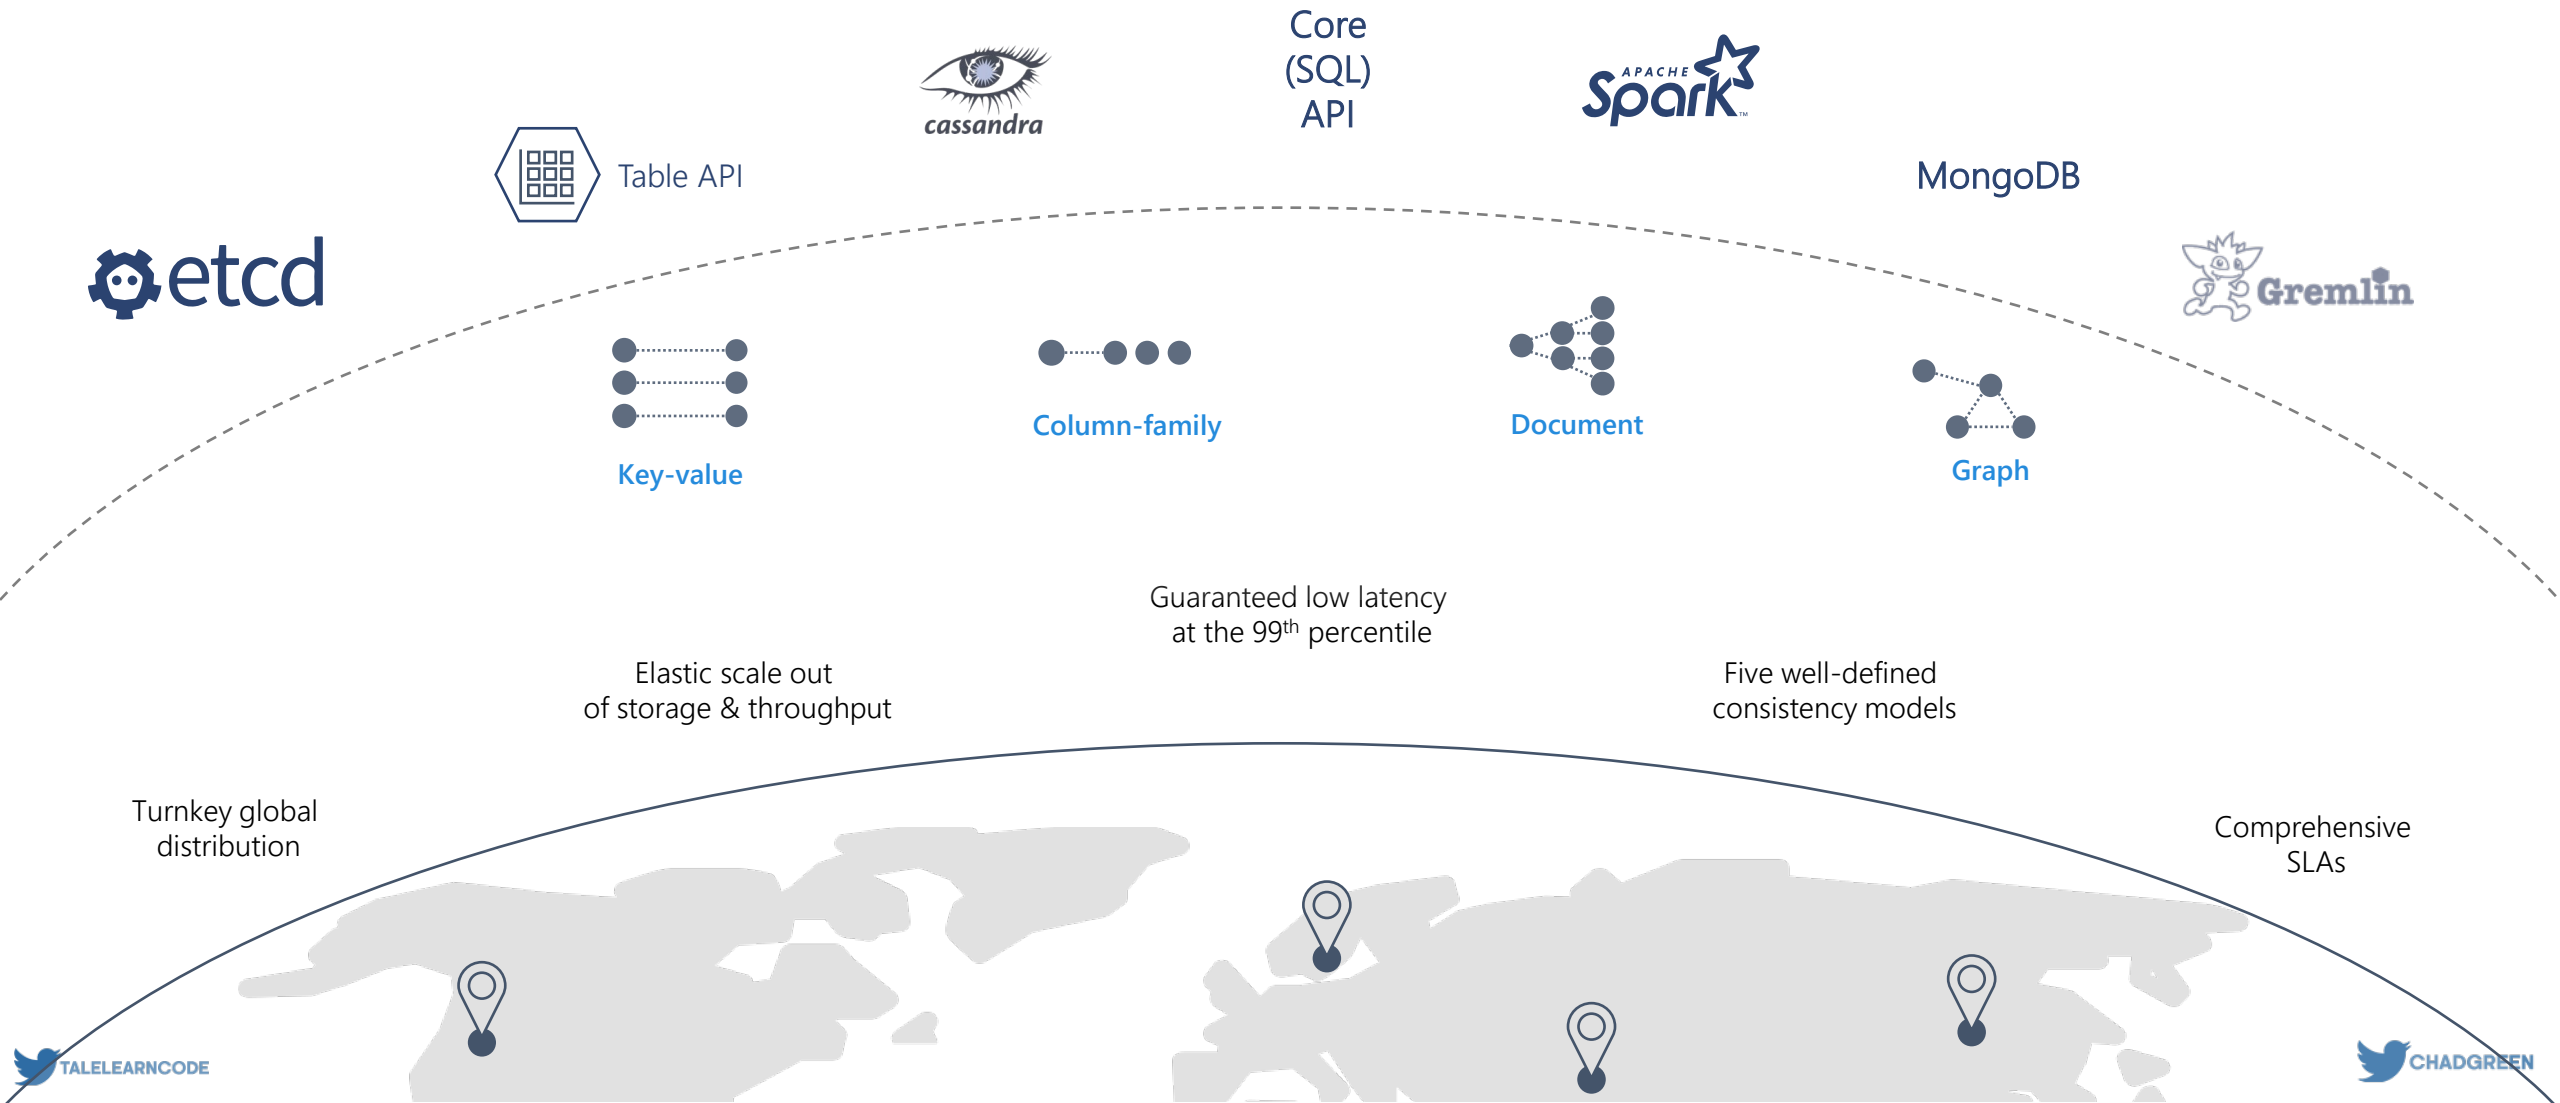 Core
(SQL)
API
APACHE
Spark™
cassandra
Table API
MongoDB
etcd
Gremlin
Key-value
Column-family
Document
Graph
Guaranteed low latency
at the 99th percentile
Elastic scale out
of storage & throughput
Five well-defined
consistency models
Turnkey global
distribution
Comprehensive
SLAs
TALELEARNCODE
CHADGREEN